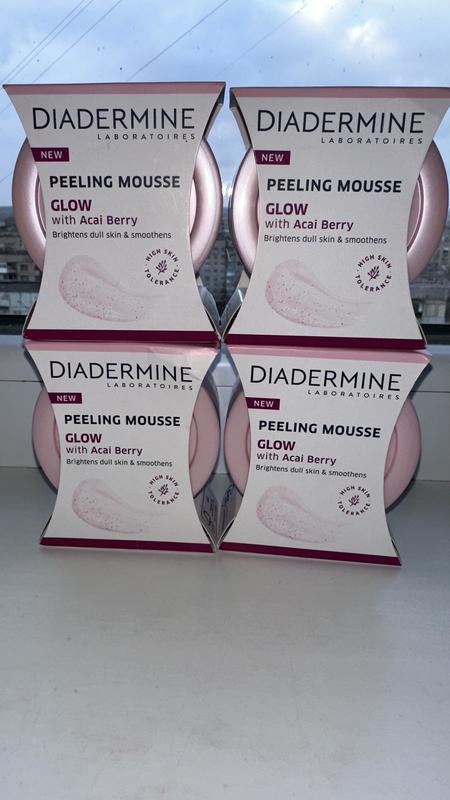 DIADERMINE
LABORATOIRES
NEW
PEELING MOUSSE
GLOW
with Acai Berry
Brightens dull skin & smoothens
HIGH SKIN TOLERANCE
DIADERMINE
LABORATOIRES
NEW
PEELING MOUSSE
GLOW
with Acai Berry
Brightens dull skin & smoothens
HIGH SKIN TOLERANCE
DIADERMINE
LABORATOIRES
NEW
PEELING MOUSSE
GLOW
with Acai Berry
Brightens dull skin & smoothens
HIGH SKIN TOLERANCE
DIADERMINE
LABORATOIRES
NEW
PEELING MOUSSE
GLOW
with Acai Berry
Brightens dull skin & smoothens
HIGH SKIN TOLERANCE